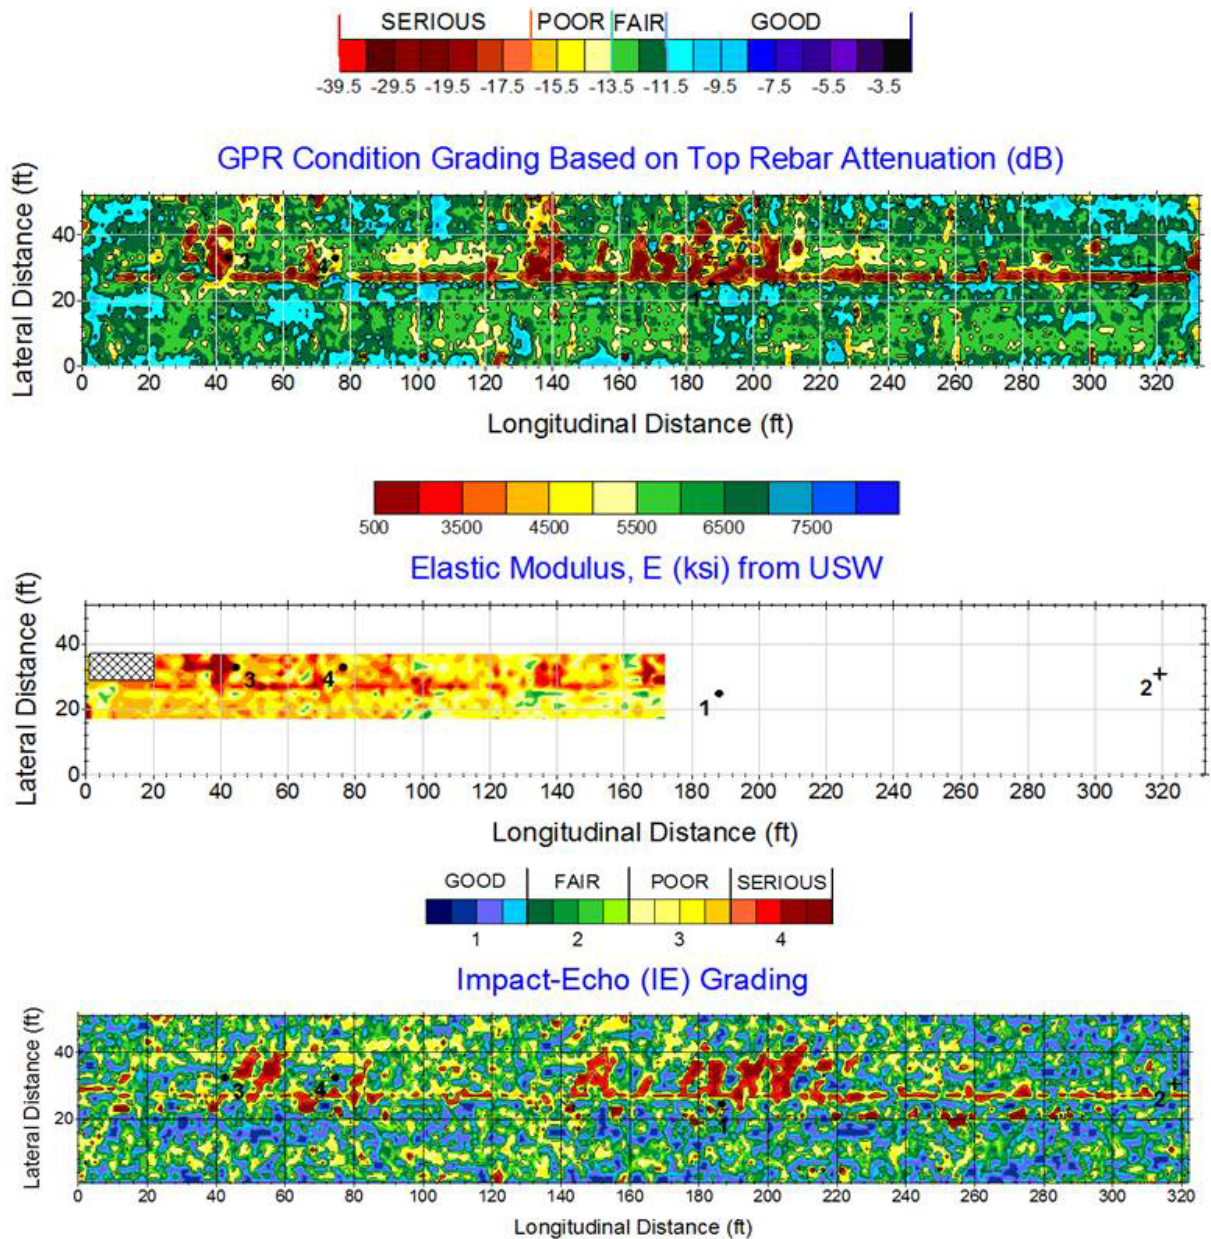 SERIOUS POOR FAIR GOOD
-39.5 -29.5 -19.5 -17.5 -15.5 -13.5 -11.5 -9.5 -7.5 -5.5 -3.5
GPR Condition Grading Based on Top Rebar Attenuation (dB)
Lateral Distance (ft)
40
20
0
3
4
1
2
0 20 40 60 80 100 120 140 160 180 200 220 240 260 280 300 320
Longitudinal Distance (ft)
500 3500 4500 5500 6500 7500
Elastic Modulus, E (ksi) from USW
Lateral Distance (ft)
40
20
0
3
4
1
2
0 20 40 60 80 100 120 140 160 180 200 220 240 260 280 300 320
Longitudinal Distance (ft)
GOOD FAIR POOR SERIOUS
1 2 3 4
Impact-Echo (IE) Grading
Lateral Distance (ft)
40
20
3
4
1
2
0 20 40 60 80 100 120 140 160 180 200 220 240 260 280 300 320
Longitudinal Distance (ft)